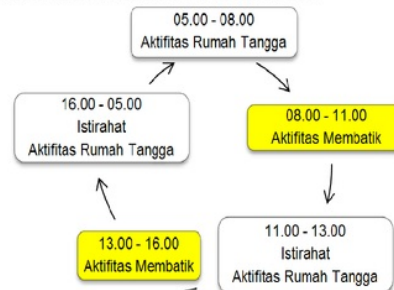 05.00 - 08.00
Aktifitas Rumah Tangga
08.00 - 11.00
Aktifitas Membatik
11.00 - 13.00
Istirahat
Aktifitas Rumah Tangga
13.00 - 16.00
Aktifitas Membatik
16.00 - 05.00
Istirahat
Aktifitas Rumah Tangga